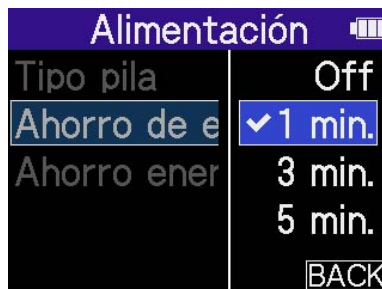 Alimentación
Tipo pila
Off
Ahorro de e
1 min.
Ahorro ener
3 min.
5 min.
BACK